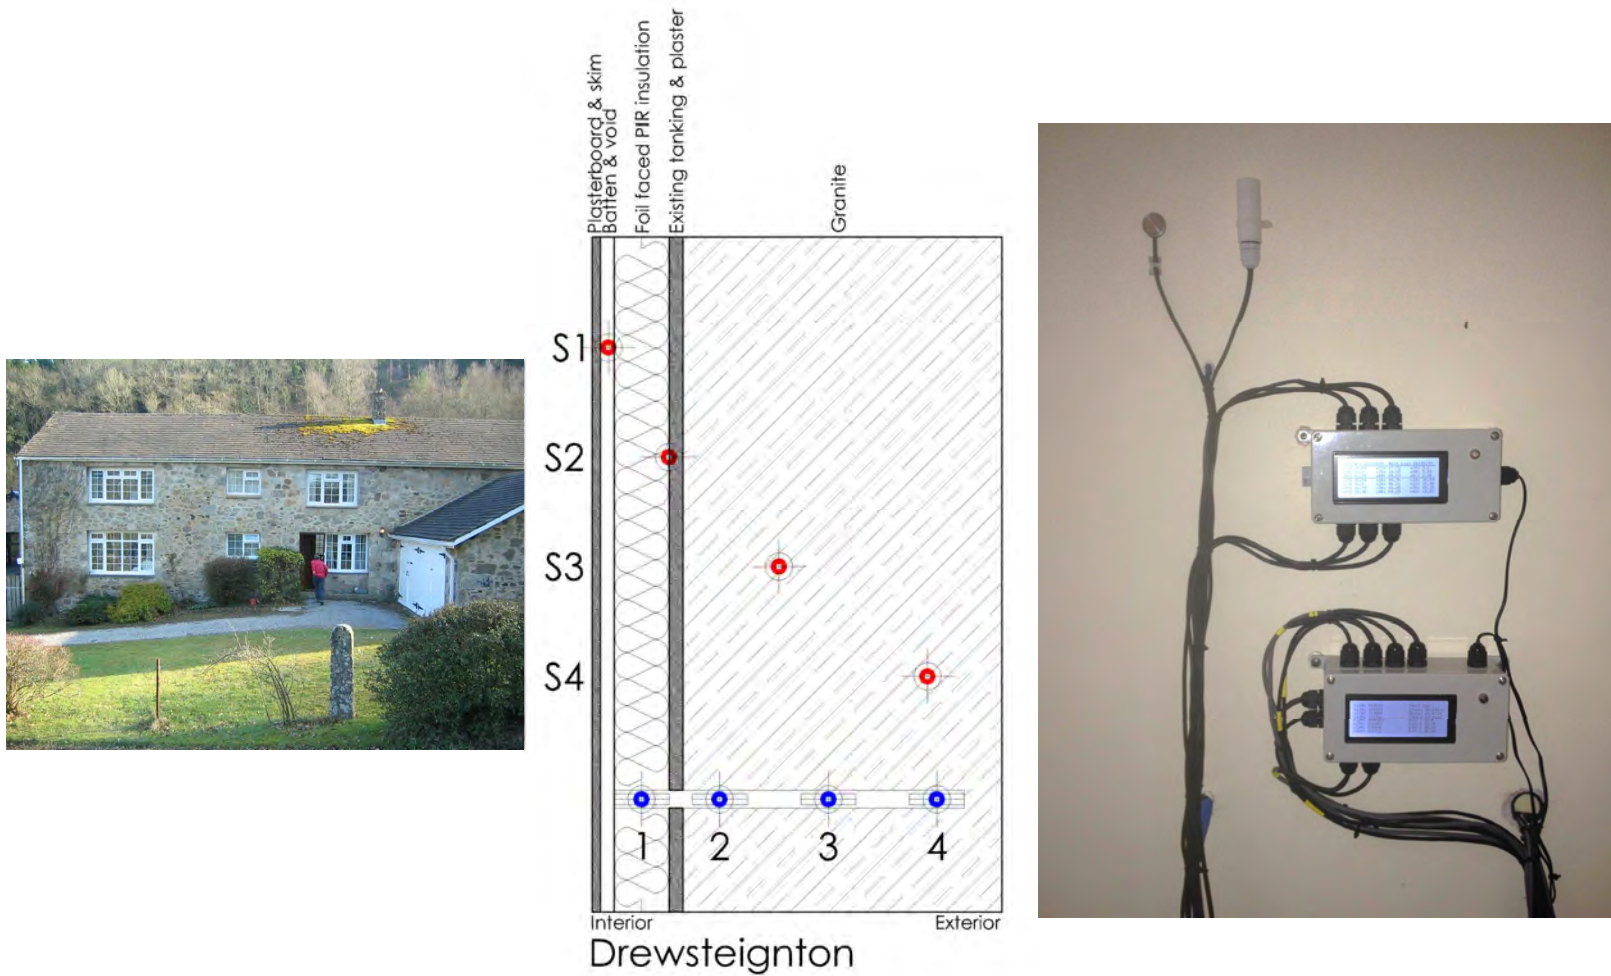 Plasterboard & skim
Batten & void
Foil faced PIR insulation
Existing tanking & plaster
Granite
S1
S2
S3
S4
1 2 3 4
Interior Exterior
Drewsteignton